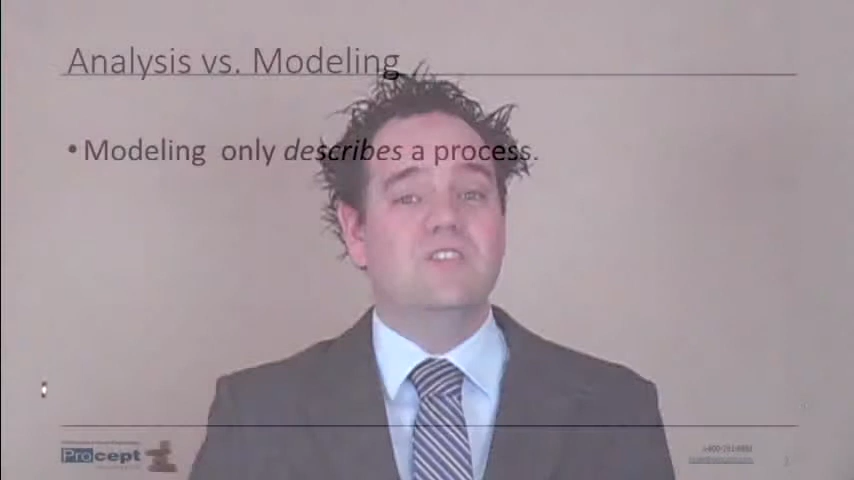 Analysis vs. Modeling
• Modeling only describes a process.
Procept